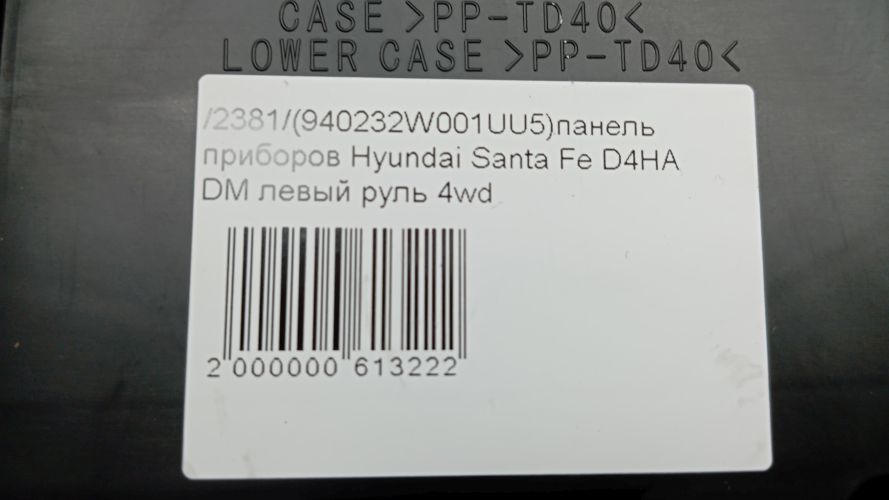 CASE >PP-TD40<
LOWER CASE >PP-TD40<
/2381/(940232W001UU5)панель
приборов Hyundai Santa Fe D4HA
DM левый руль 4wd
2 000000 613222